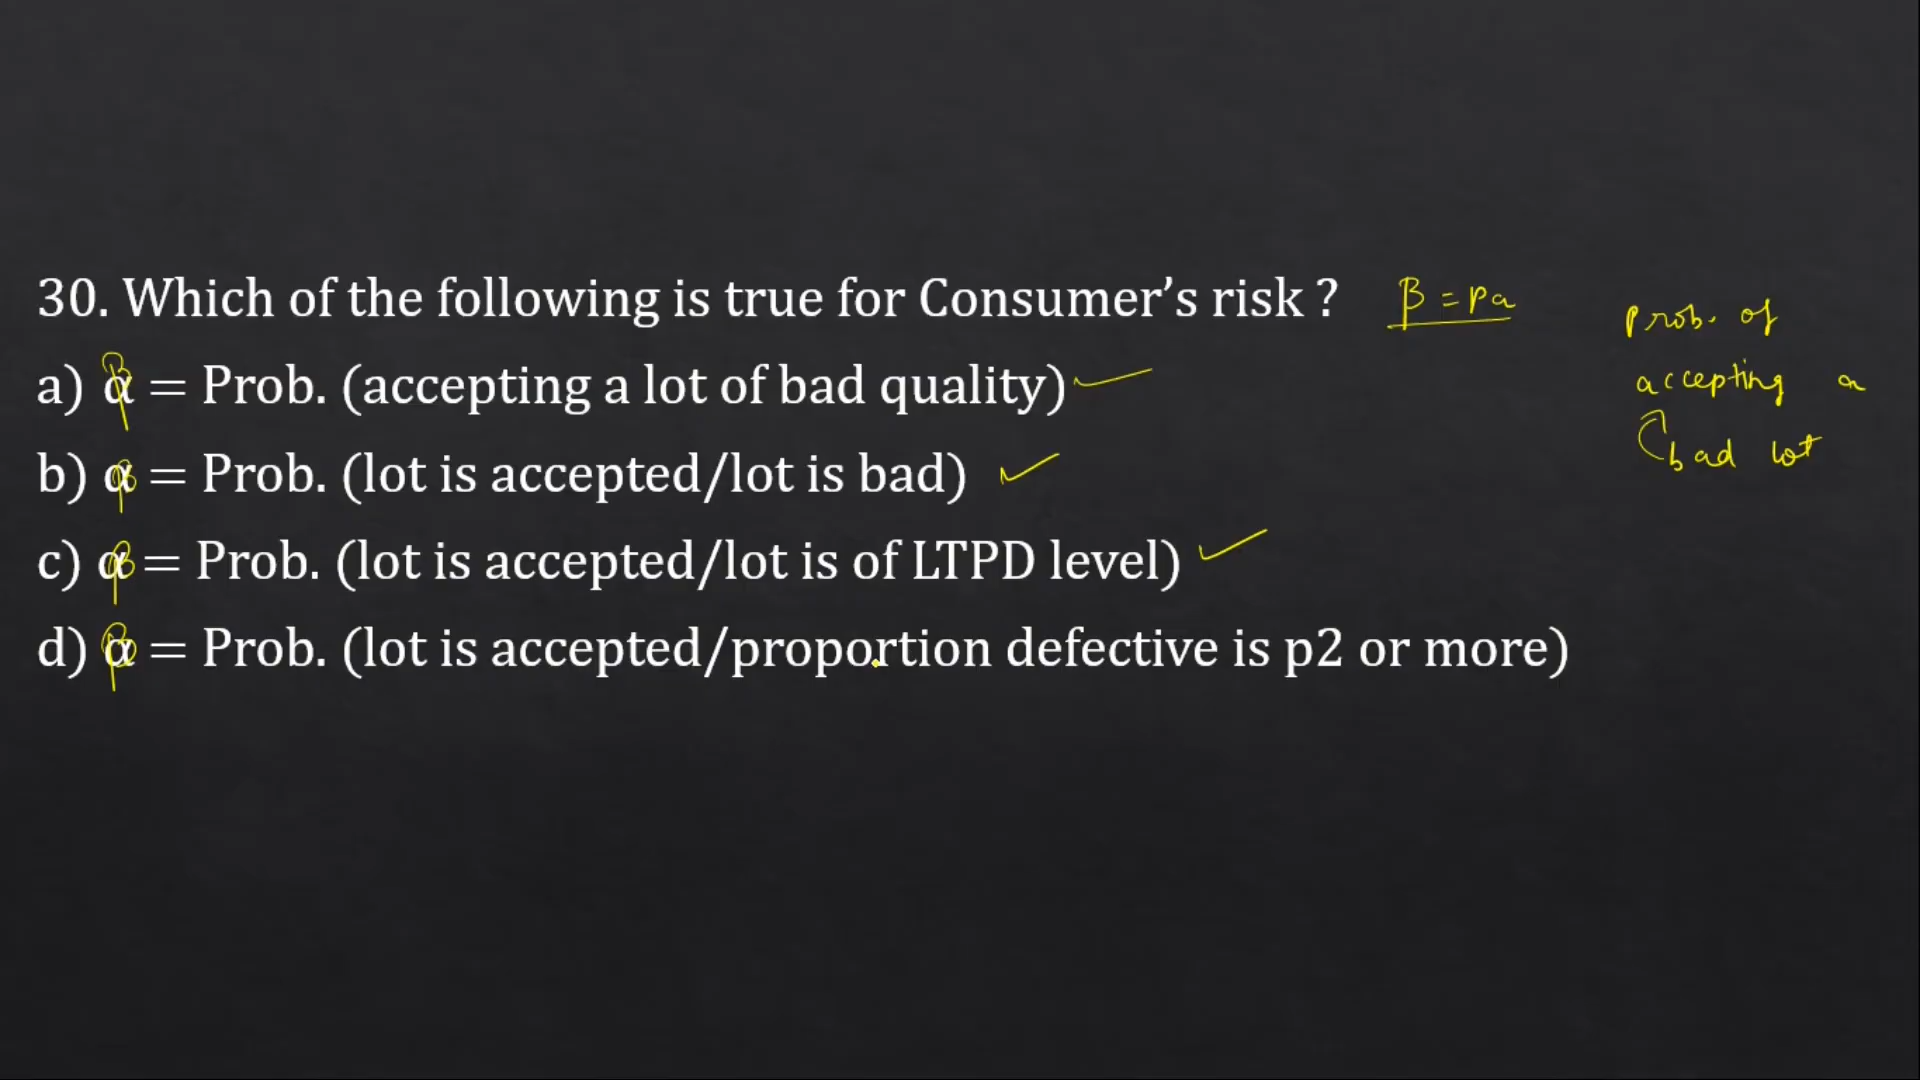 30. Which of the following is true for Consumer’s risk ? β = Pa
a) α β = Prob. (accepting a lot of bad quality)
b) α β = Prob. (lot is accepted/lot is bad)
c) α β = Prob. (lot is accepted/lot is of LTPD level)
d) α β = Prob. (lot is accepted/proportion defective is p2 or more)
Prob. of
accepting a
bad lot